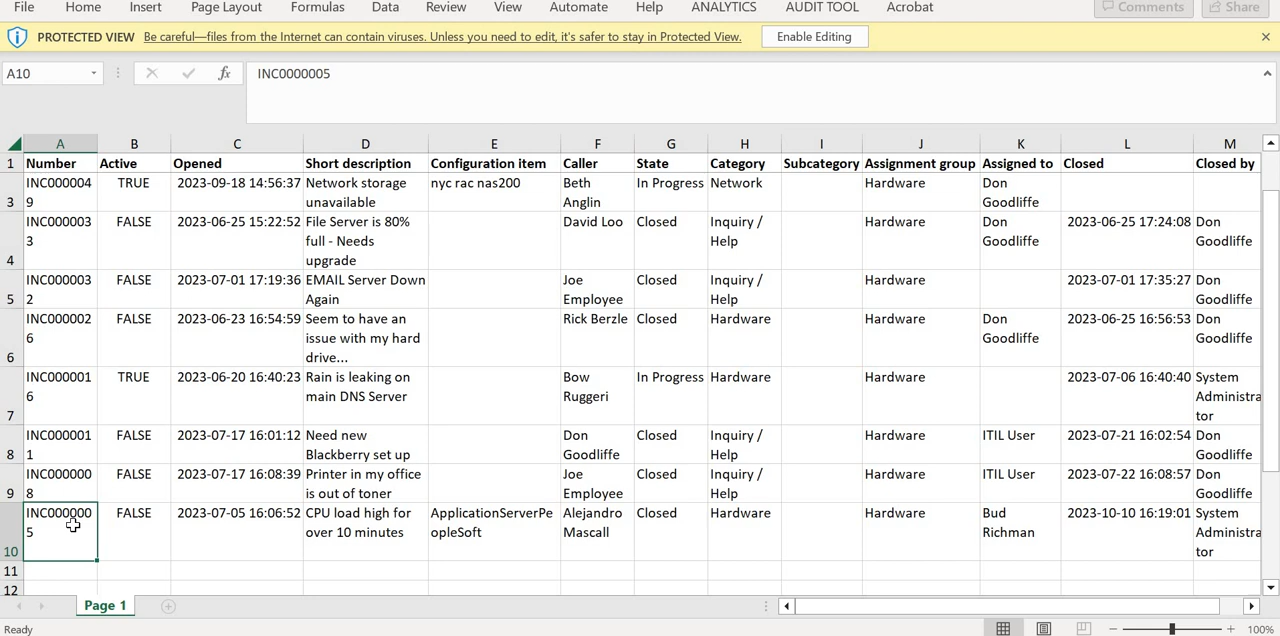 File Home Insert Page Layout Formulas Data Review View Automate Help ANALYTICS AUDIT TOOL Acrobat Comments Share
PROTECTED VIEW Be careful—files from the Internet can contain viruses. Unless you need to edit, it's safer to stay in Protected View. Enable Editing
A10 fx INC0000005
A B C D E F G H I J K L M
1 Number Active Opened Short description Configuration item Caller State Category Subcategory Assignment group Assigned to Closed Closed by
INC000004 TRUE 2023-09-18 14:56:37 Network storage nyc rac nas200 Beth In Progress Network Hardware Don
3 9 unavailable Anglin Goodliffe
INC000003 FALSE 2023-06-25 15:22:52 File Server is 80% David Loo Closed Inquiry / Hardware Don 2023-06-25 17:24:08 Don
3 full - Needs Help Goodliffe Goodliffe
4 upgrade
INC000003 FALSE 2023-07-01 17:19:36 EMAIL Server Down Joe Closed Inquiry / Hardware 2023-07-01 17:35:27 Don
5 2 Again Employee Help Goodliffe
INC000002 FALSE 2023-06-23 16:54:59 Seem to have an Rick Berzle Closed Hardware Hardware Don 2023-06-25 16:56:53 Don
6 issue with my hard Goodliffe Goodliffe
6 drive...
INC000001 TRUE 2023-06-20 16:40:23 Rain is leaking on Bow In Progress Hardware Hardware 2023-07-06 16:40:40 System
6 main DNS Server Ruggeri Administra
7 tor
INC000001 FALSE 2023-07-17 16:01:12 Need new Don Closed Inquiry / Hardware ITIL User 2023-07-21 16:02:54 Don
8 1 Blackberry set up Goodliffe Help Goodliffe
INC000000 FALSE 2023-07-17 16:08:39 Printer in my office Joe Closed Inquiry / Hardware ITIL User 2023-07-22 16:08:57 Don
9 8 is out of toner Employee Help Goodliffe
INC000000 FALSE 2023-07-05 16:06:52 CPU load high for ApplicationServerPe Alejandro Closed Hardware Hardware Bud 2023-10-10 16:19:01 System
5 over 10 minutes opleSoft Mascall Richman Administra
10 tor
11
12
Page 1
Ready 100%